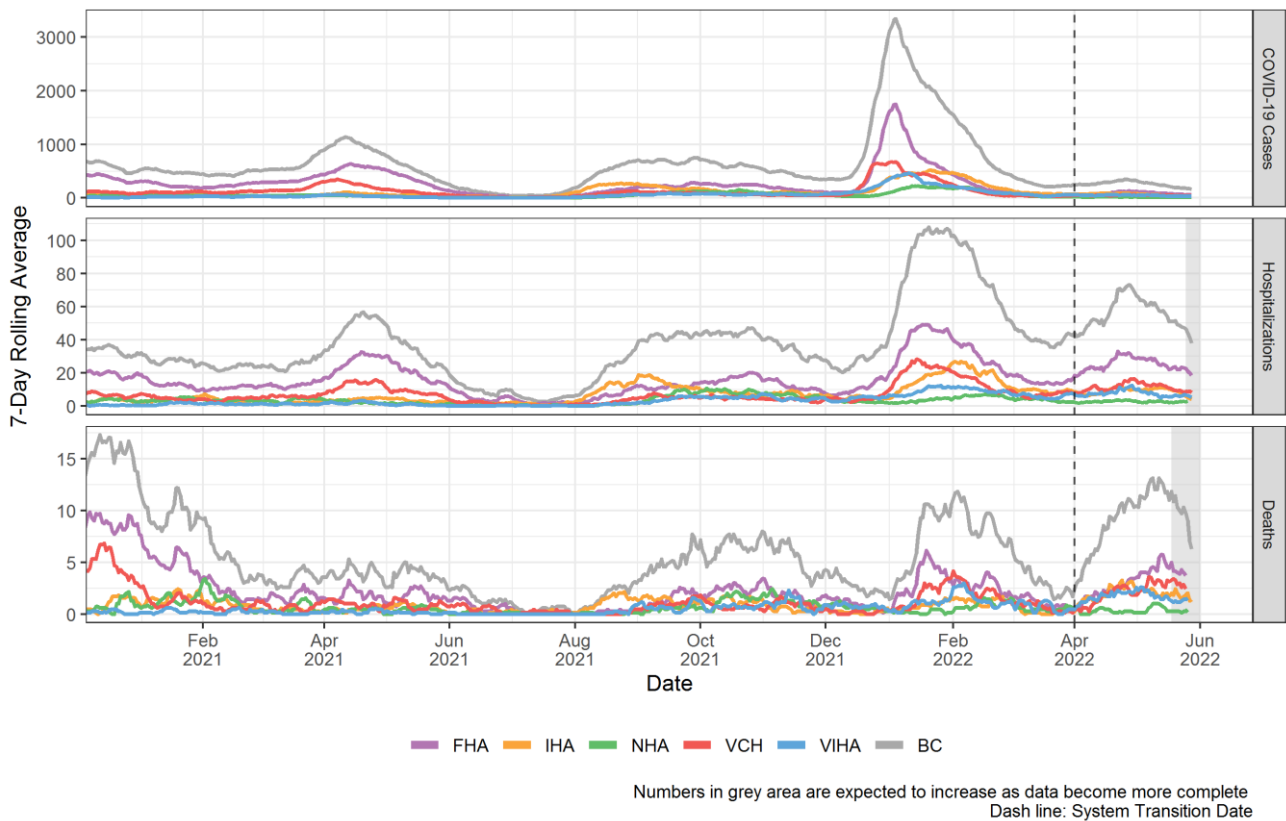 3000
2000
1000
0
COVID-19 Cases
100
80
60
40
20
0
Hospitalizations
7-Day Rolling Average
15
10
5
0
Deaths
Feb
2021
Apr
2021
Jun
2021
Aug
2021
Oct
2021
Dec
2021
Feb
2022
Apr
2022
Jun
2022
Date
FHA IHA NHA VCH VIHA BC
Numbers in grey area are expected to increase as data become more complete
Dash line: System Transition Date